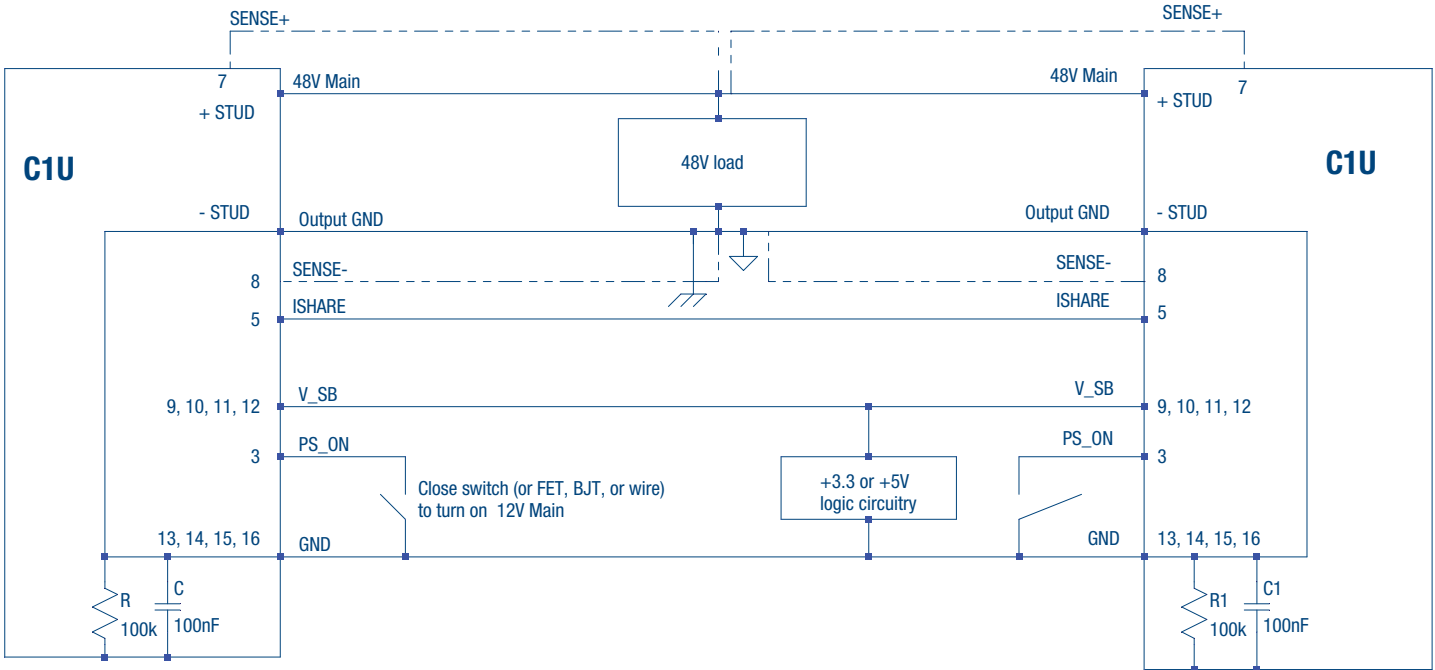 SENSE+
SENSE+
7
48V Main
48V Main
7
+ STUD
+ STUD
C1U
48V load
C1U
- STUD
Output GND
Output GND
- STUD
8
SENSE-
SENSE-
8
5
ISHARE
ISHARE
5
9, 10, 11, 12
V_SB
V_SB
9, 10, 11, 12
3
PS_ON
PS_ON
3
Close switch (or FET, BJT, or wire)
to turn on 12V Main
+3.3 or +5V
logic circuitry
13, 14, 15, 16
GND
GND
13, 14, 15, 16
R
100k
C
100nF
R1
100k
C1
100nF